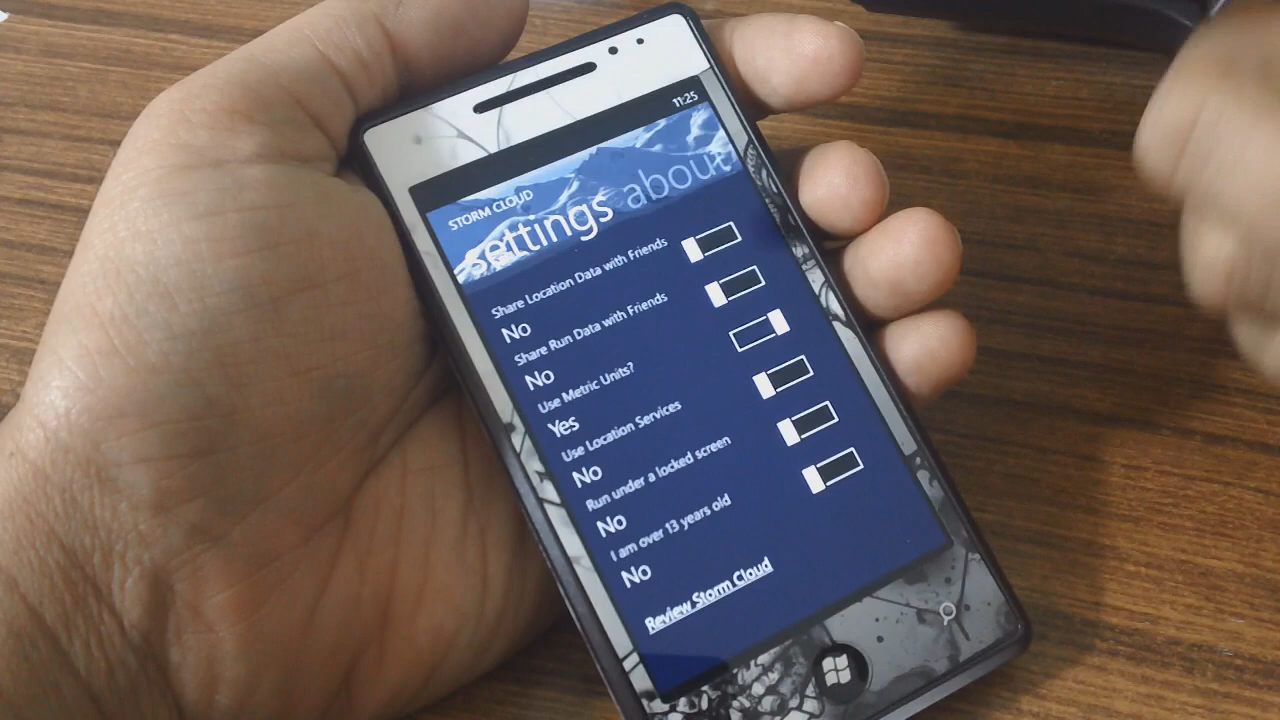 11:25
STORM CLOUD
settings about
Share Location Data with Friends
No
Share Run Data with Friends
No
Use Metric Units?
Yes
Use Location Services
No
Run under a locked screen
No
I am over 13 years old
No
Review Storm Cloud